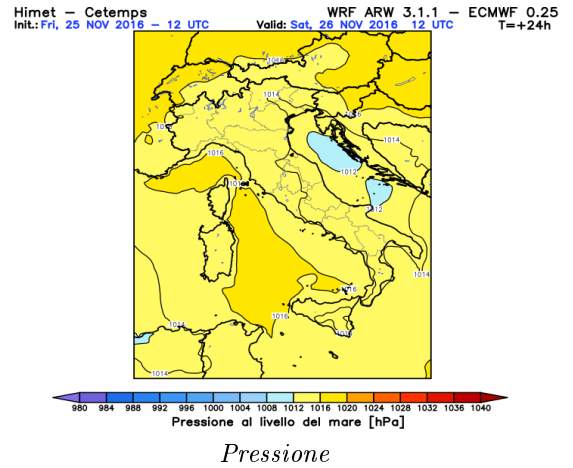 Himet – Cetemps WRF ARW 3.1.1 – ECMWF 0.25
Init.: Fri, 25 NOV 2016 – 12 UTC Valid: Sat, 26 NOV 2016 12 UTC T=+24h
1014
1016
1014
1016
1012
1012
1014
1016
1016
1014
1014
980 984 988 992 996 1000 1004 1008 1012 1016 1020 1024 1028 1032 1036 1040
Pressione al livello del mare [hPa]
Pressione